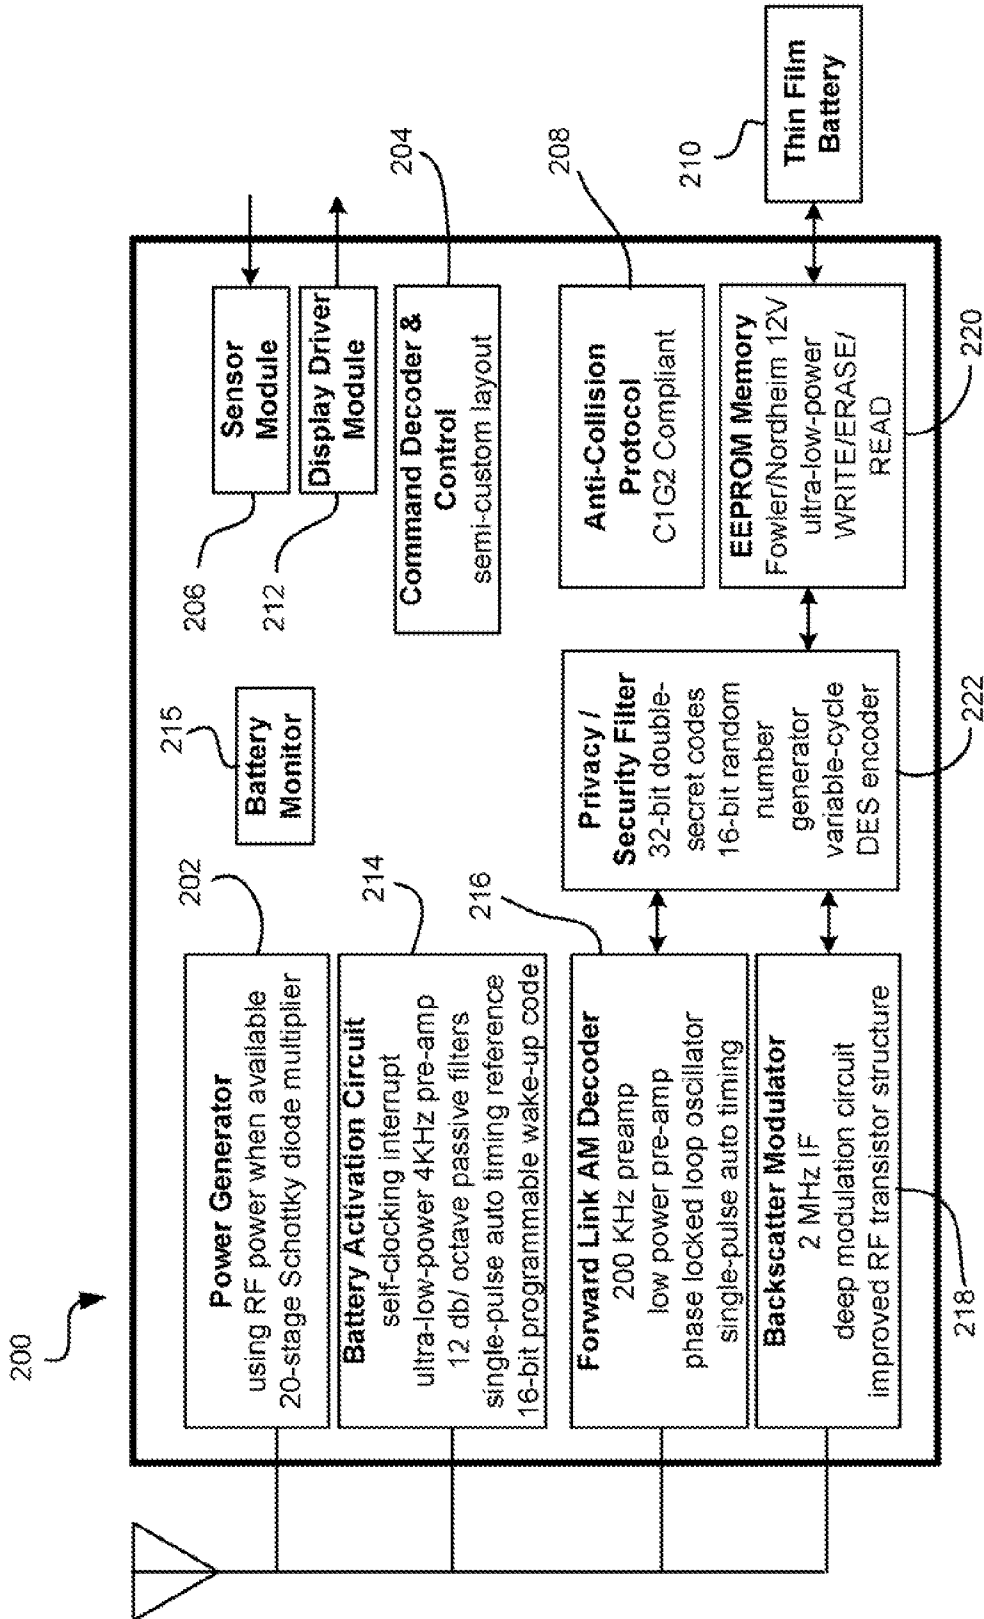 200
Power Generator
using RF power when available
20-stage Schottky diode multiplier
202
Battery Activation Circuit
self-clocking interrupt
ultra-low-power 4KHz pre-amp
12 db/ octave passive filters
single-pulse auto timing reference
16-bit programmable wake-up code
214
Forward Link AM Decoder
200 KHz preamp
low power pre-amp
phase locked loop oscillator
single-pulse auto timing
216
Backscatter Modulator
2 MHz IF
deep modulation circuit
improved RF transistor structure
218
215
Battery
Monitor
Privacy /
Security Filter
32-bit double-
secret codes
16-bit random
number
generator
variable-cycle
DES encoder
222
206
Sensor
Module
212
Display Driver
Module
Command Decoder &
Control
semi-custom layout
204
Anti-Collision
Protocol
C1G2 Compliant
208
EEPROM Memory
Fowler/Nordheim 12V
ultra-low-power
WRITE/ERASE/
READ
220
210
Thin Film
Battery